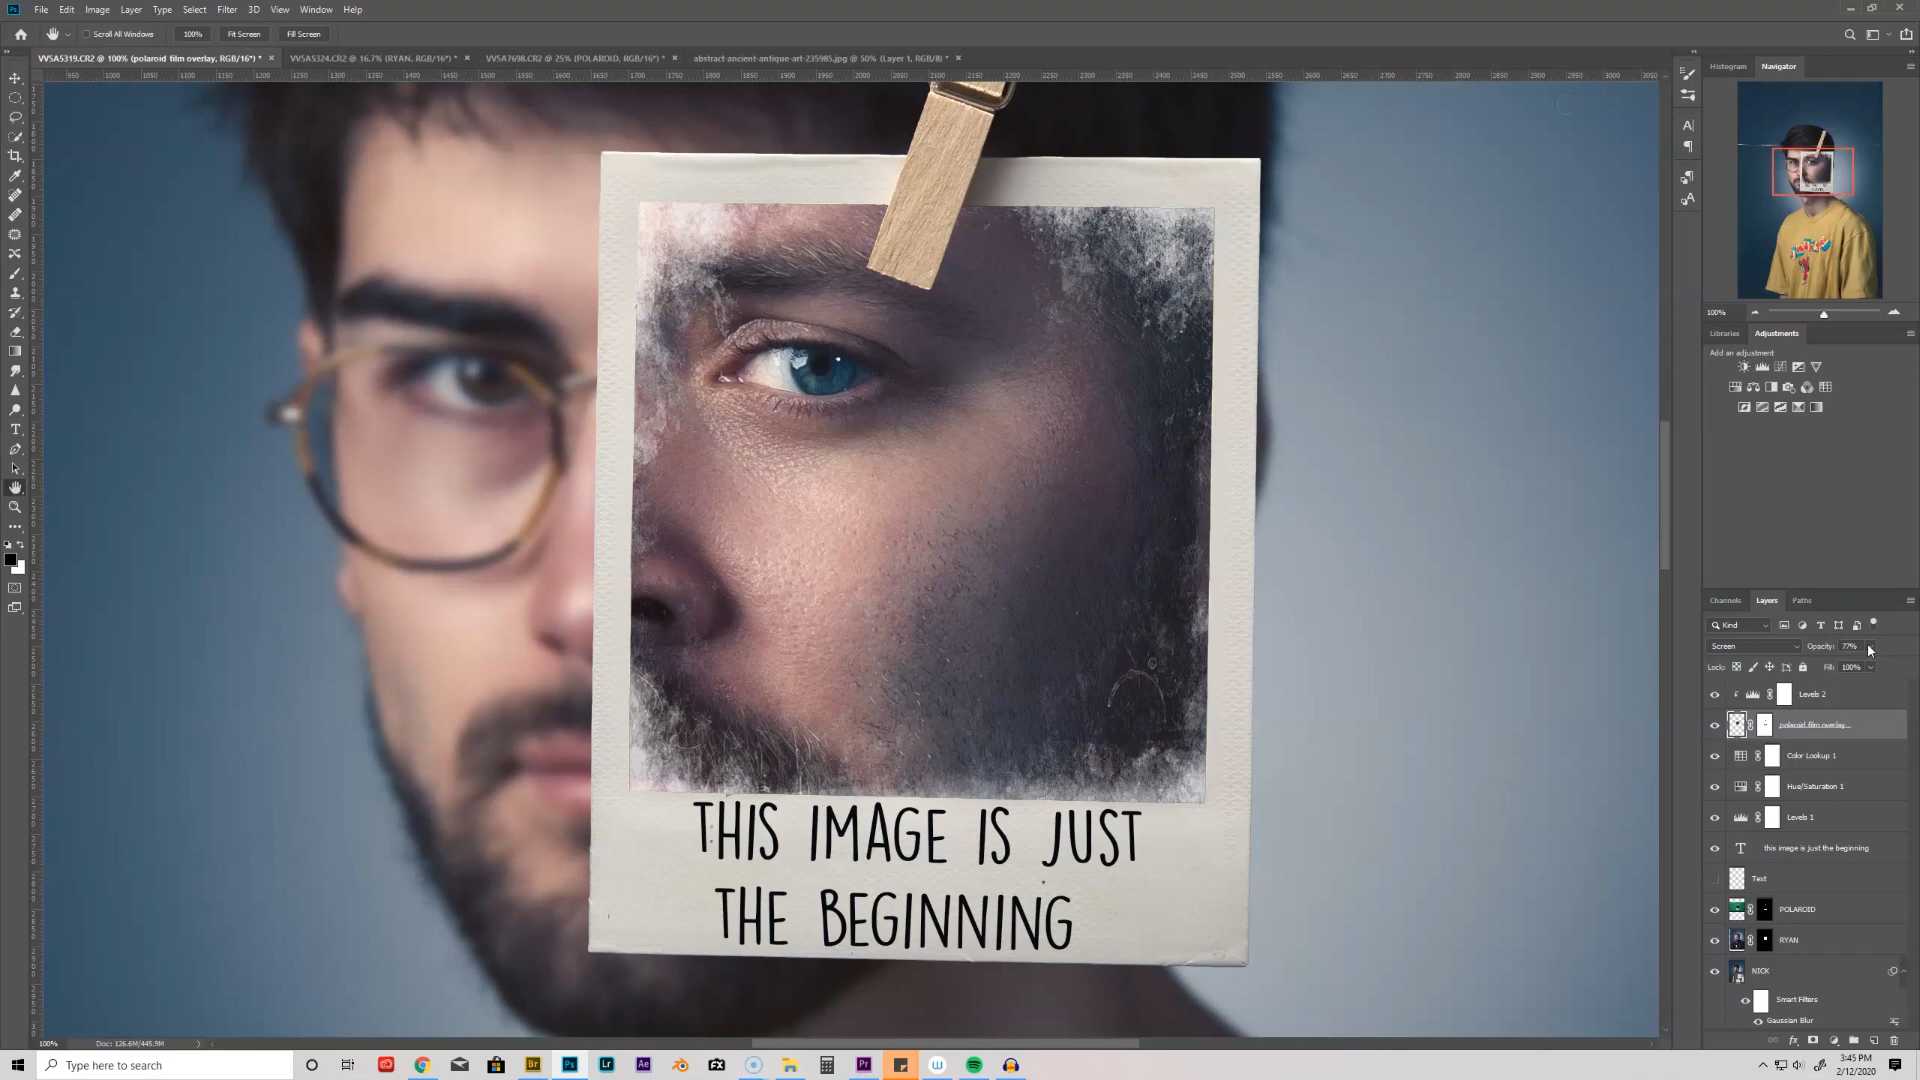 File Edit Image Layer Type Select Filter 3D View Window Help
Scroll All Windows 100% Fit Screen Fill Screen
VV5A5319.CR2 @ 100% (polaroid film overlay, RGB/16*) * VV5A5324.CR2 @ 16.7% (RYAN, RGB/16*) * VV5A7698.CR2 @ 25% (POLAROID, RGB/16*) * abstract-ancient-antique-art-235985.jpg @ 50% (Layer 1, RGB/8) *
Histogram Navigator
100%
Libraries Adjustments
Add an adjustment
THIS IMAGE IS JUST
THE BEGINNING
Channels Layers Paths
Kind
Screen Opacity: 77%
Lock: Fill: 100%
Levels 2
polaroid film overlay...
Color Lookup 1
Hue/Saturation 1
Levels 1
this image is just the beginning
Text
POLAROID
RYAN
NICK
Smart Filters
Gaussian Blur
100% Doc: 126.6M/445.9M
Type here to search
3:45 PM
2/12/2020